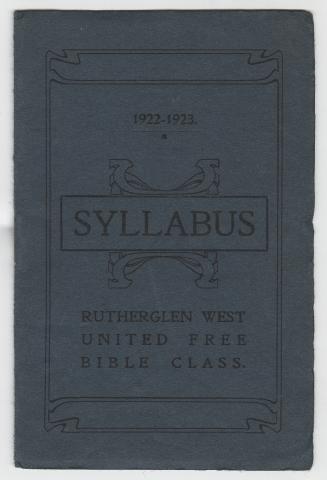 1922-1923.
SYLLABUS
RUTHERGLEN WEST
UNITED FREE
BIBLE CLASS.